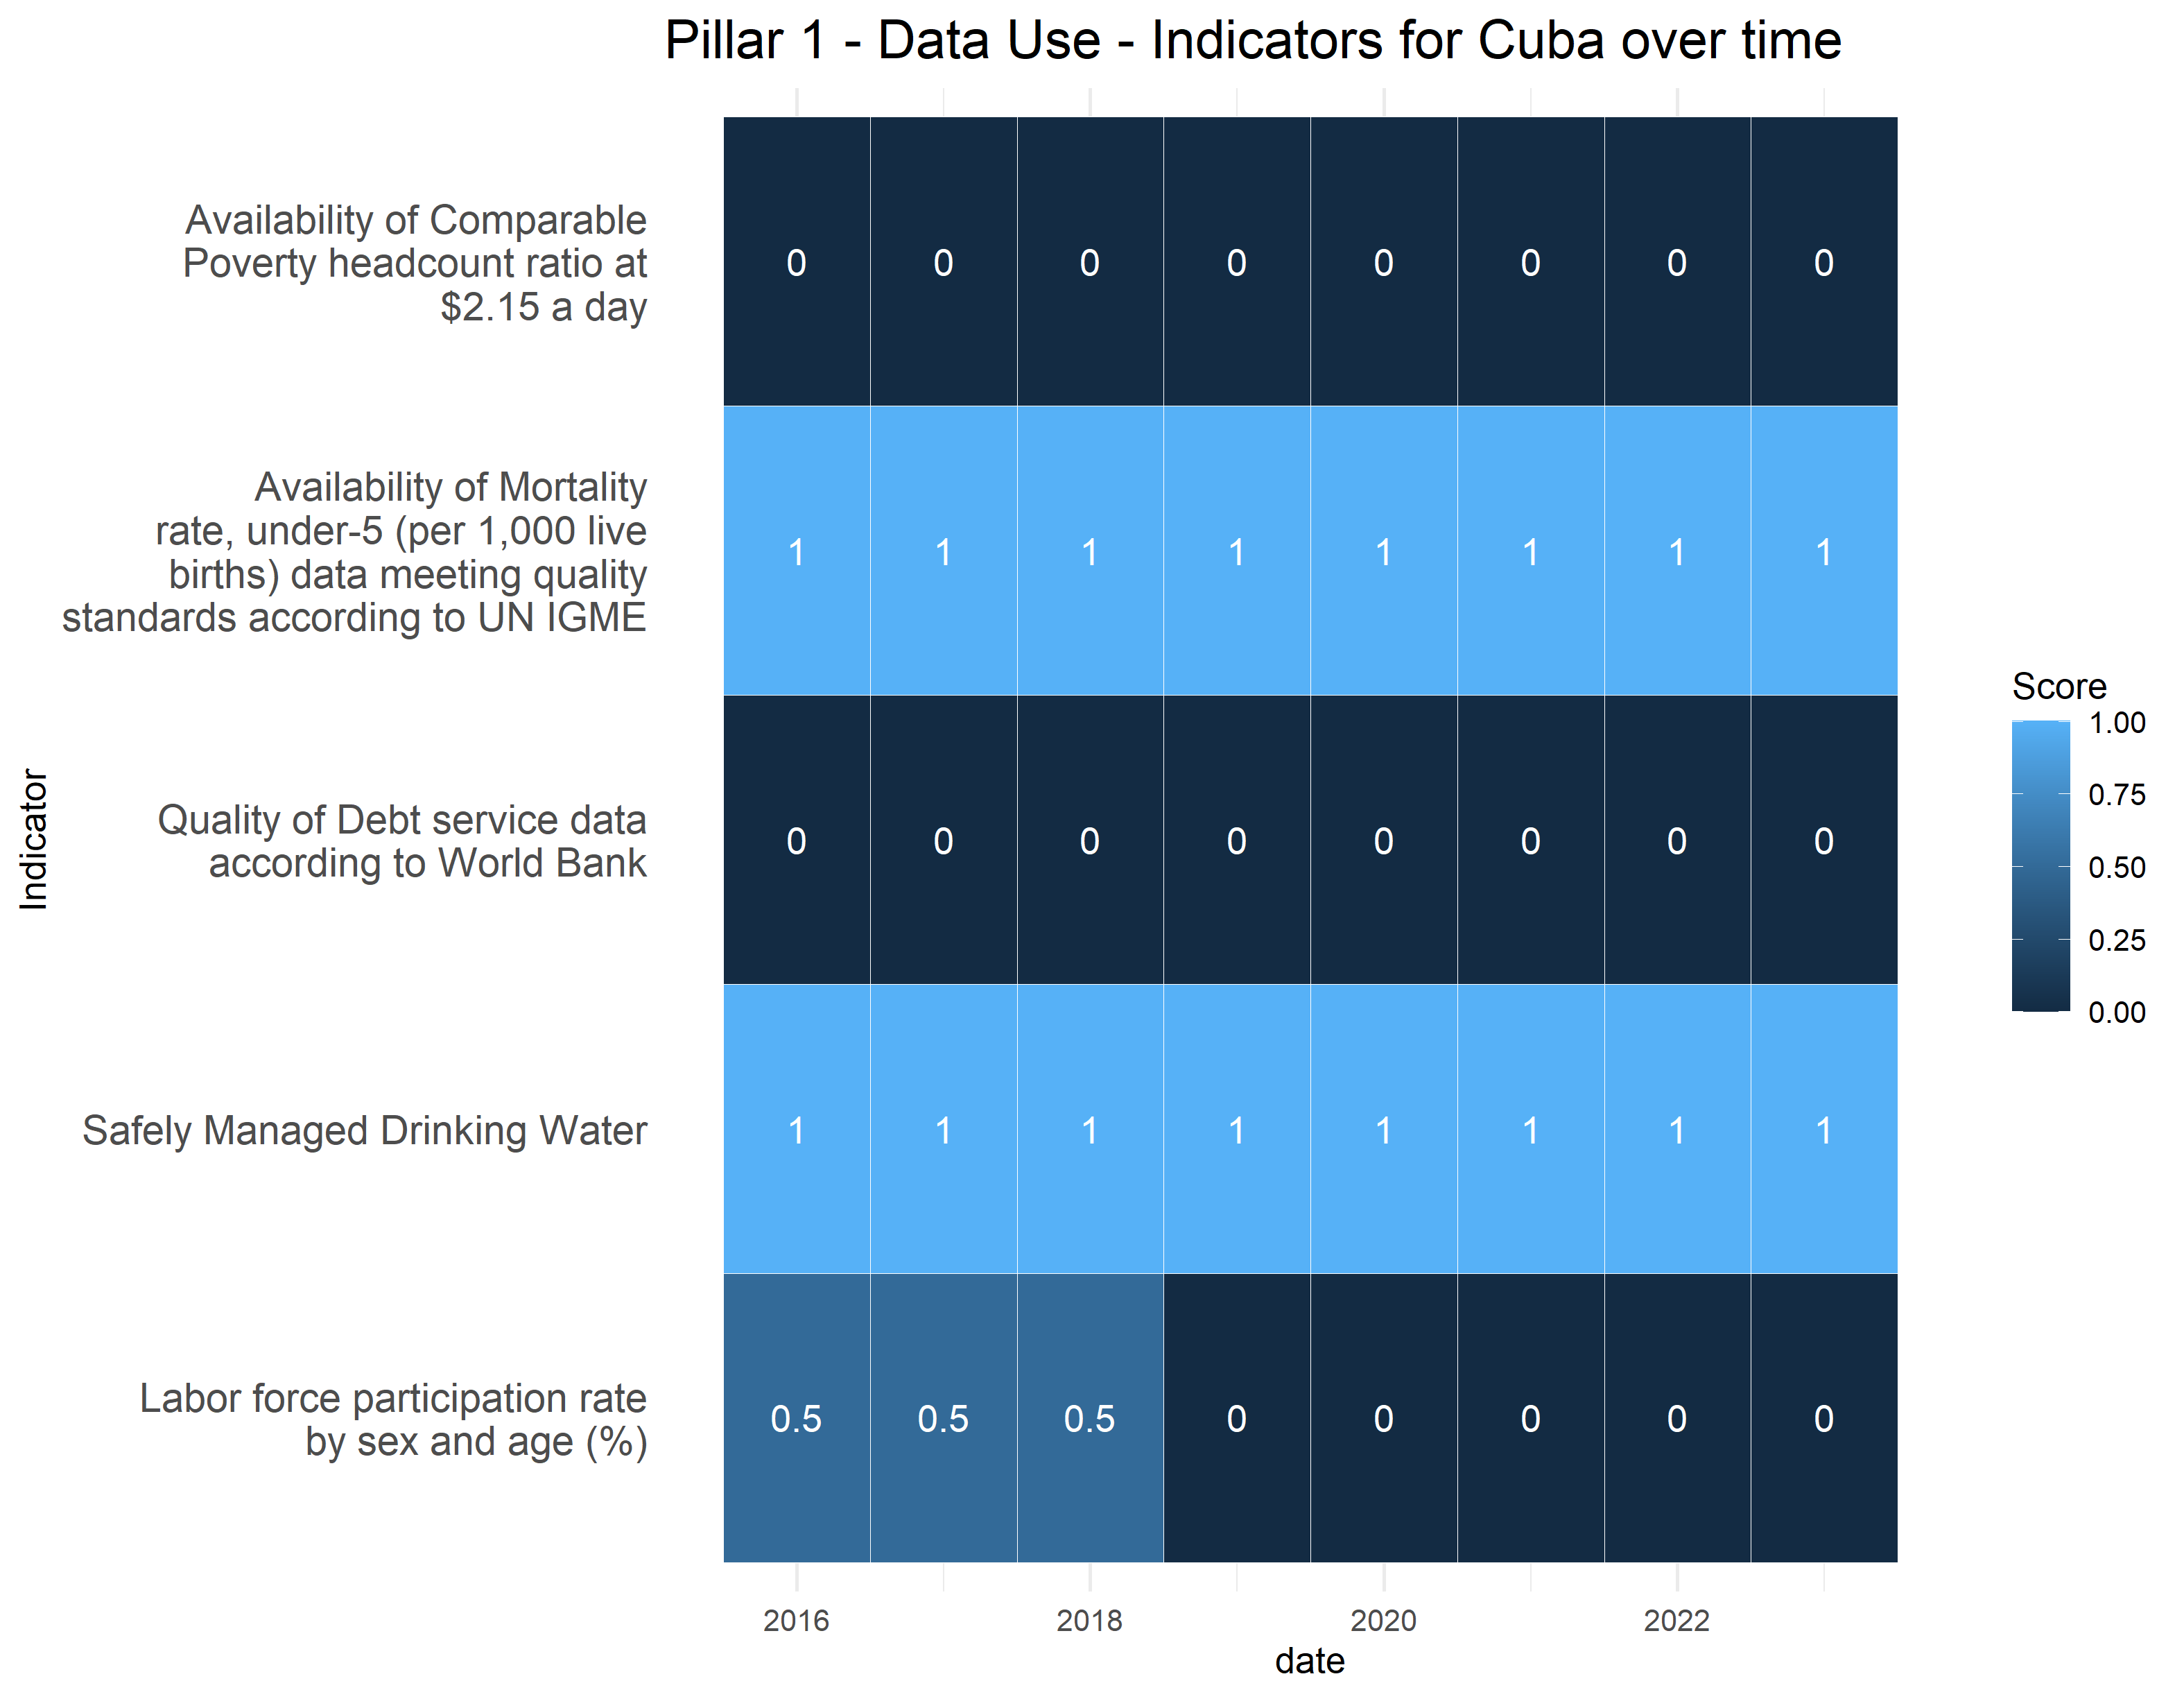 Pillar 1 - Data Use - Indicators for Cuba over time
Indicator
Availability of Comparable
Poverty headcount ratio at
$2.15 a day
0 0 0 0 0 0 0 0
Availability of Mortality
rate, under-5 (per 1,000 live
births) data meeting quality
standards according to UN IGME
1 1 1 1 1 1 1 1
Quality of Debt service data
according to World Bank
0 0 0 0 0 0 0 0
Safely Managed Drinking Water
1 1 1 1 1 1 1 1
Labor force participation rate
by sex and age (%)
0.5 0.5 0.5 0 0 0 0 0
2016 2018 2020 2022
date
Score
1.00
0.75
0.50
0.25
0.00